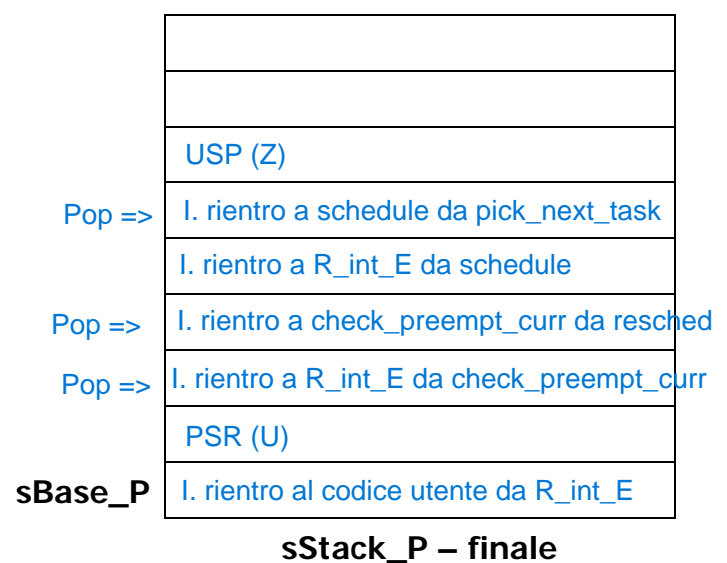 USP (Z)
Pop => I. rientro a schedule da pick_next_task
I. rientro a R_int_E da schedule
Pop => I. rientro a check_preempt_curr da resched
Pop => I. rientro a R_int_E da check_preempt_curr
PSR (U)
sBase_P I. rientro al codice utente da R_int_E
sStack_P – finale